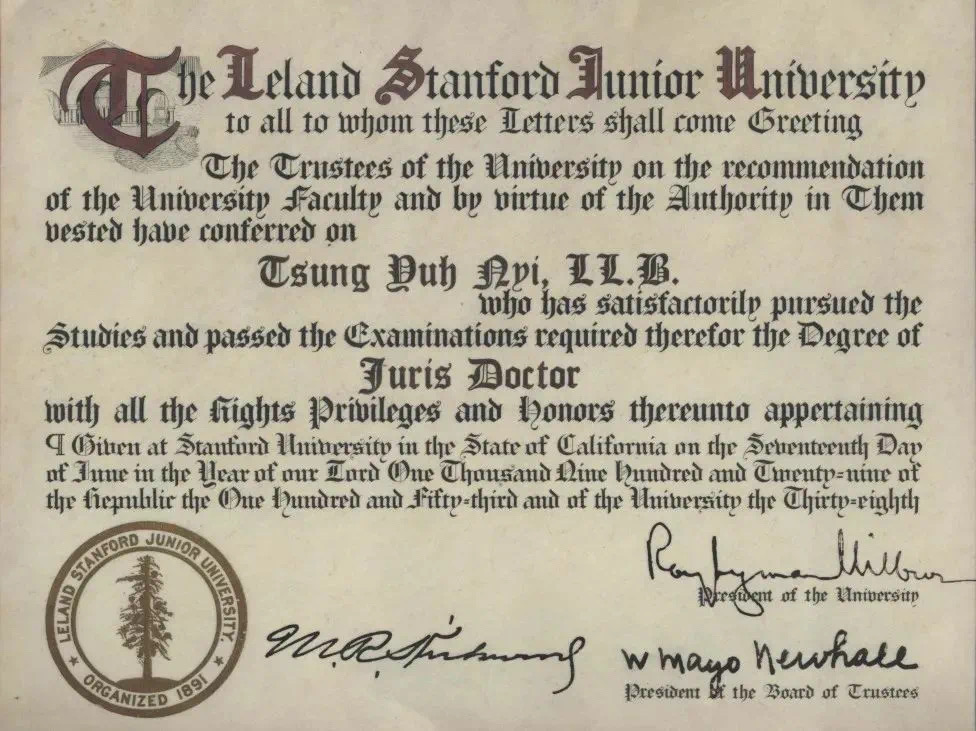 The Leland Stanford Junior University
to all to whom these Letters shall come Greeting
The Trustees of the University on the recommendation
of the University Faculty and by virtue of the Authority in Them
vested have conferred on
Tsung Yuh Nyi, LL.B.
who has satisfactorily pursued the
Studies and passed the Examinations required therefor the Degree of
Juris Doctor
with all the Rights Privileges and Honors thereunto appertaining
¶ Given at Stanford University in the State of California on the Seventeenth Day
of June in the Year of our Lord One Thousand Nine Hundred and Twenty-nine of
the Republic the One Hundred and Fifty-third and of the University the Thirty-eighth
LELAND STANFORD JUNIOR UNIVERSITY.
★ ORGANIZED 1891 ★
Ray Lyman Wilbur
President of the University
M. R.
W Mayo Newhall
President of the Board of Trustees